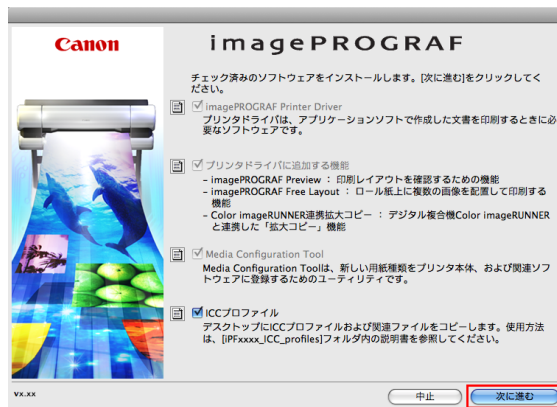 Canon
imagePROGRAF
チェック済みのソフトウェアをインストールします。[次に進む]をクリックしてく
ださい。
imagePROGRAF Printer Driver
プリンタドライバは、アプリケーションソフトで作成した文書を印刷するときに必
要なソフトウェアです。
プリンタドライバに追加する機能
- imagePROGRAF Preview : 印刷レイアウトを確認するための機能
- imagePROGRAF Free Layout : ロール紙上に複数の画像を配置して印刷する
機能
- Color imageRUNNER連携拡大コピー : デジタル複合機Color imageRUNNER
と連携した「拡大コピー」機能
Media Configuration Tool
Media Configuration Toolは、新しい用紙種類をプリンタ本体、および関連ソフ
トウェアに登録するためのユーティリティです。
ICCプロファイル
デスクトップにICCプロファイルおよび関連ファイルをコピーします。使用方法
は、[iPFxxxx_ICC_profiles]フォルダ内の説明書を参照してください。
vx.xx
中止
次に進む